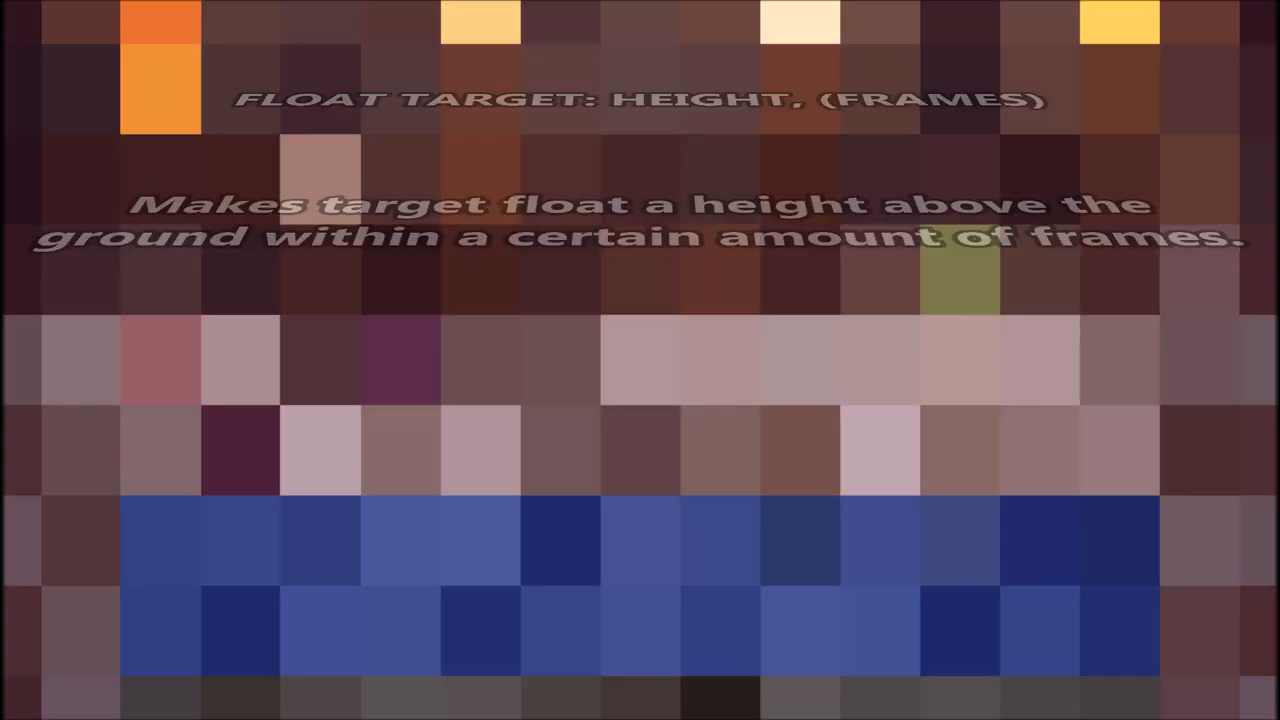 FLOAT TARGET: HEIGHT, (FRAMES)
Makes target float a height above the
ground within a certain amount of frames.